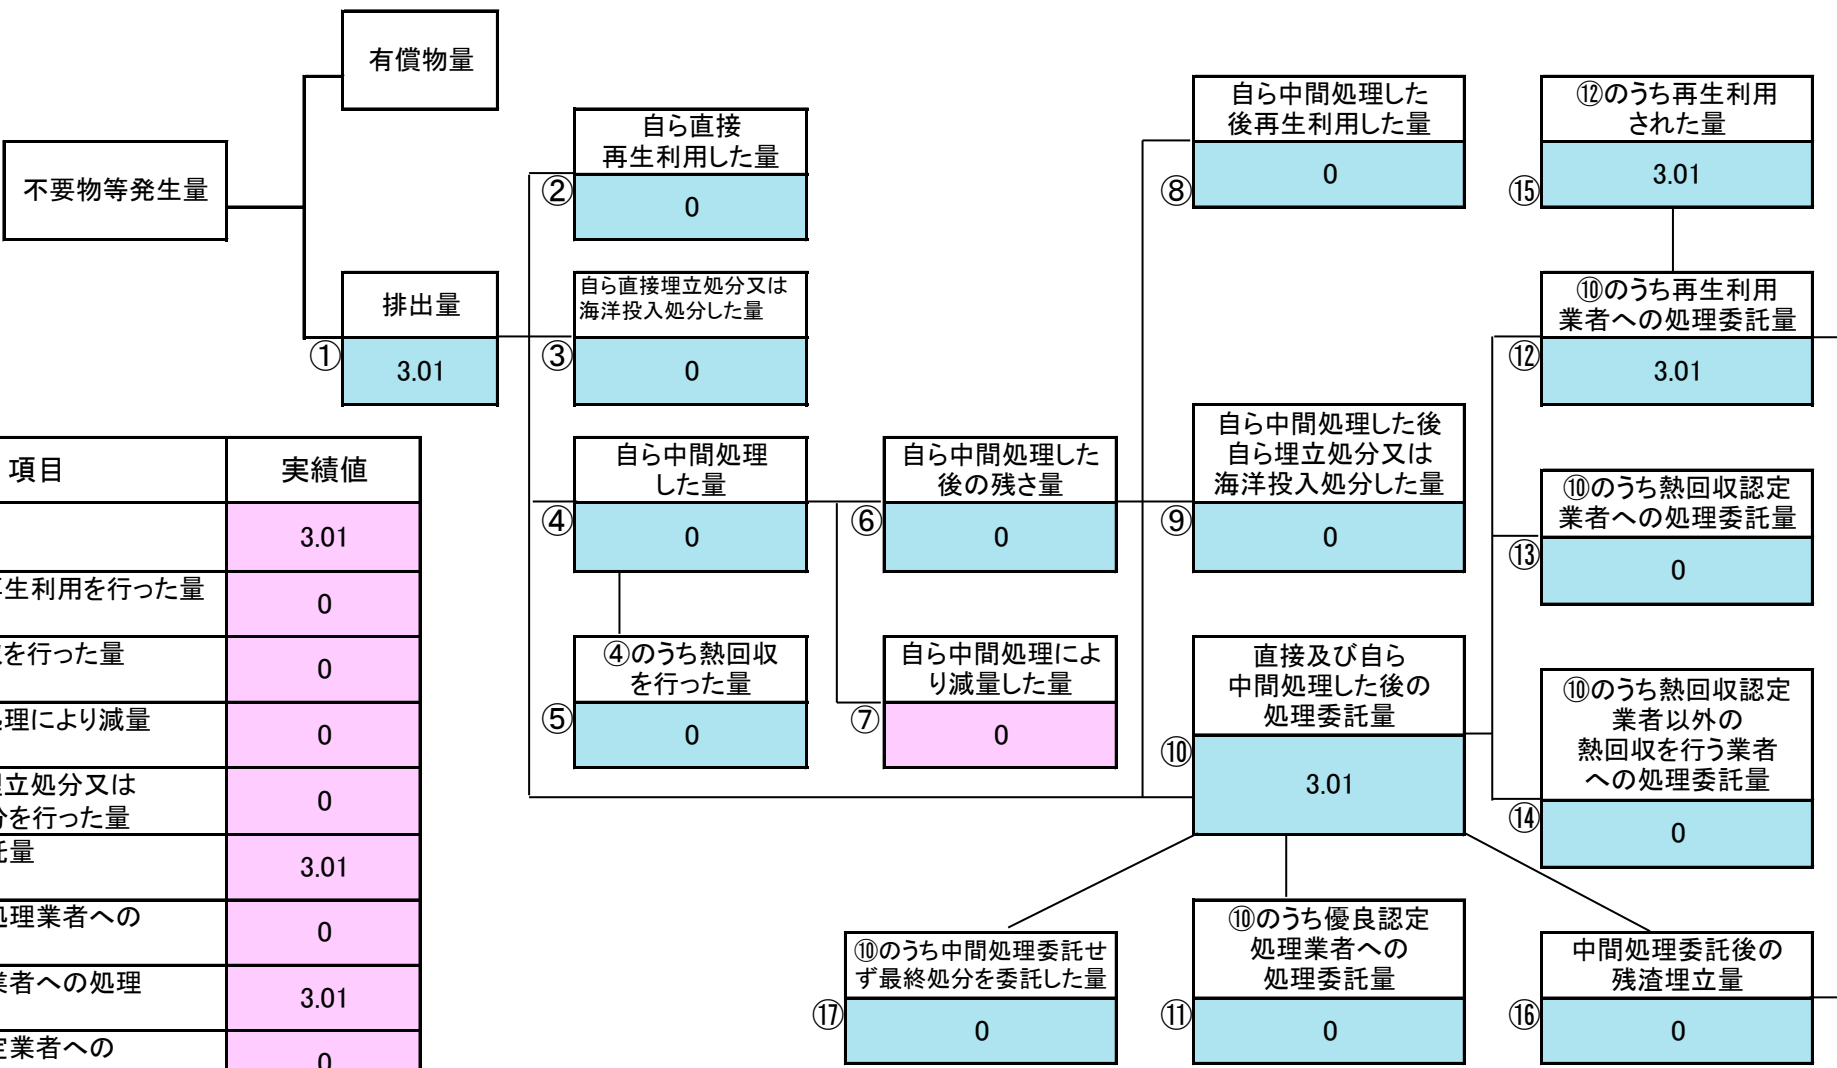 有償物量
不要物等発生量
排出量
①
3.01
自ら直接
再生利用した量
②
0
自ら直接埋立処分又は
海洋投入処分した量
③
0
自ら中間処理
した量
④
0
④のうち熱回収
を行った量
⑤
0
自ら中間処理した
後の残さ量
⑥
0
自ら中間処理によ
り減量した量
⑦
0
自ら中間処理した
後再生利用した量
⑧
0
自ら中間処理した後
自ら埋立処分又は
海洋投入処分した量
⑨
0
直接及び自ら
中間処理した後の
処理委託量
⑩
3.01
⑫のうち再生利用
された量
⑮
3.01
⑩のうち再生利用
業者への処理委託量
⑫
3.01
⑩のうち熱回収認定
業者への処理委託量
⑬
0
⑩のうち熱回収認定
業者以外の
熱回収を行う業者
への処理委託量
⑭
0
⑩のうち中間処理委託せ
ず最終処分を委託した量
⑰
0
⑩のうち優良認定
処理業者への
処理委託量
⑪
0
中間処理委託後の
残渣埋立量
⑯
0
項目
実績値
3.01
生利用を行った量
0
を行った量
0
理により減量
0
立処分又は
を行った量
0
量
3.01
処理業者への
0
業者への処理
3.01
業者への
0